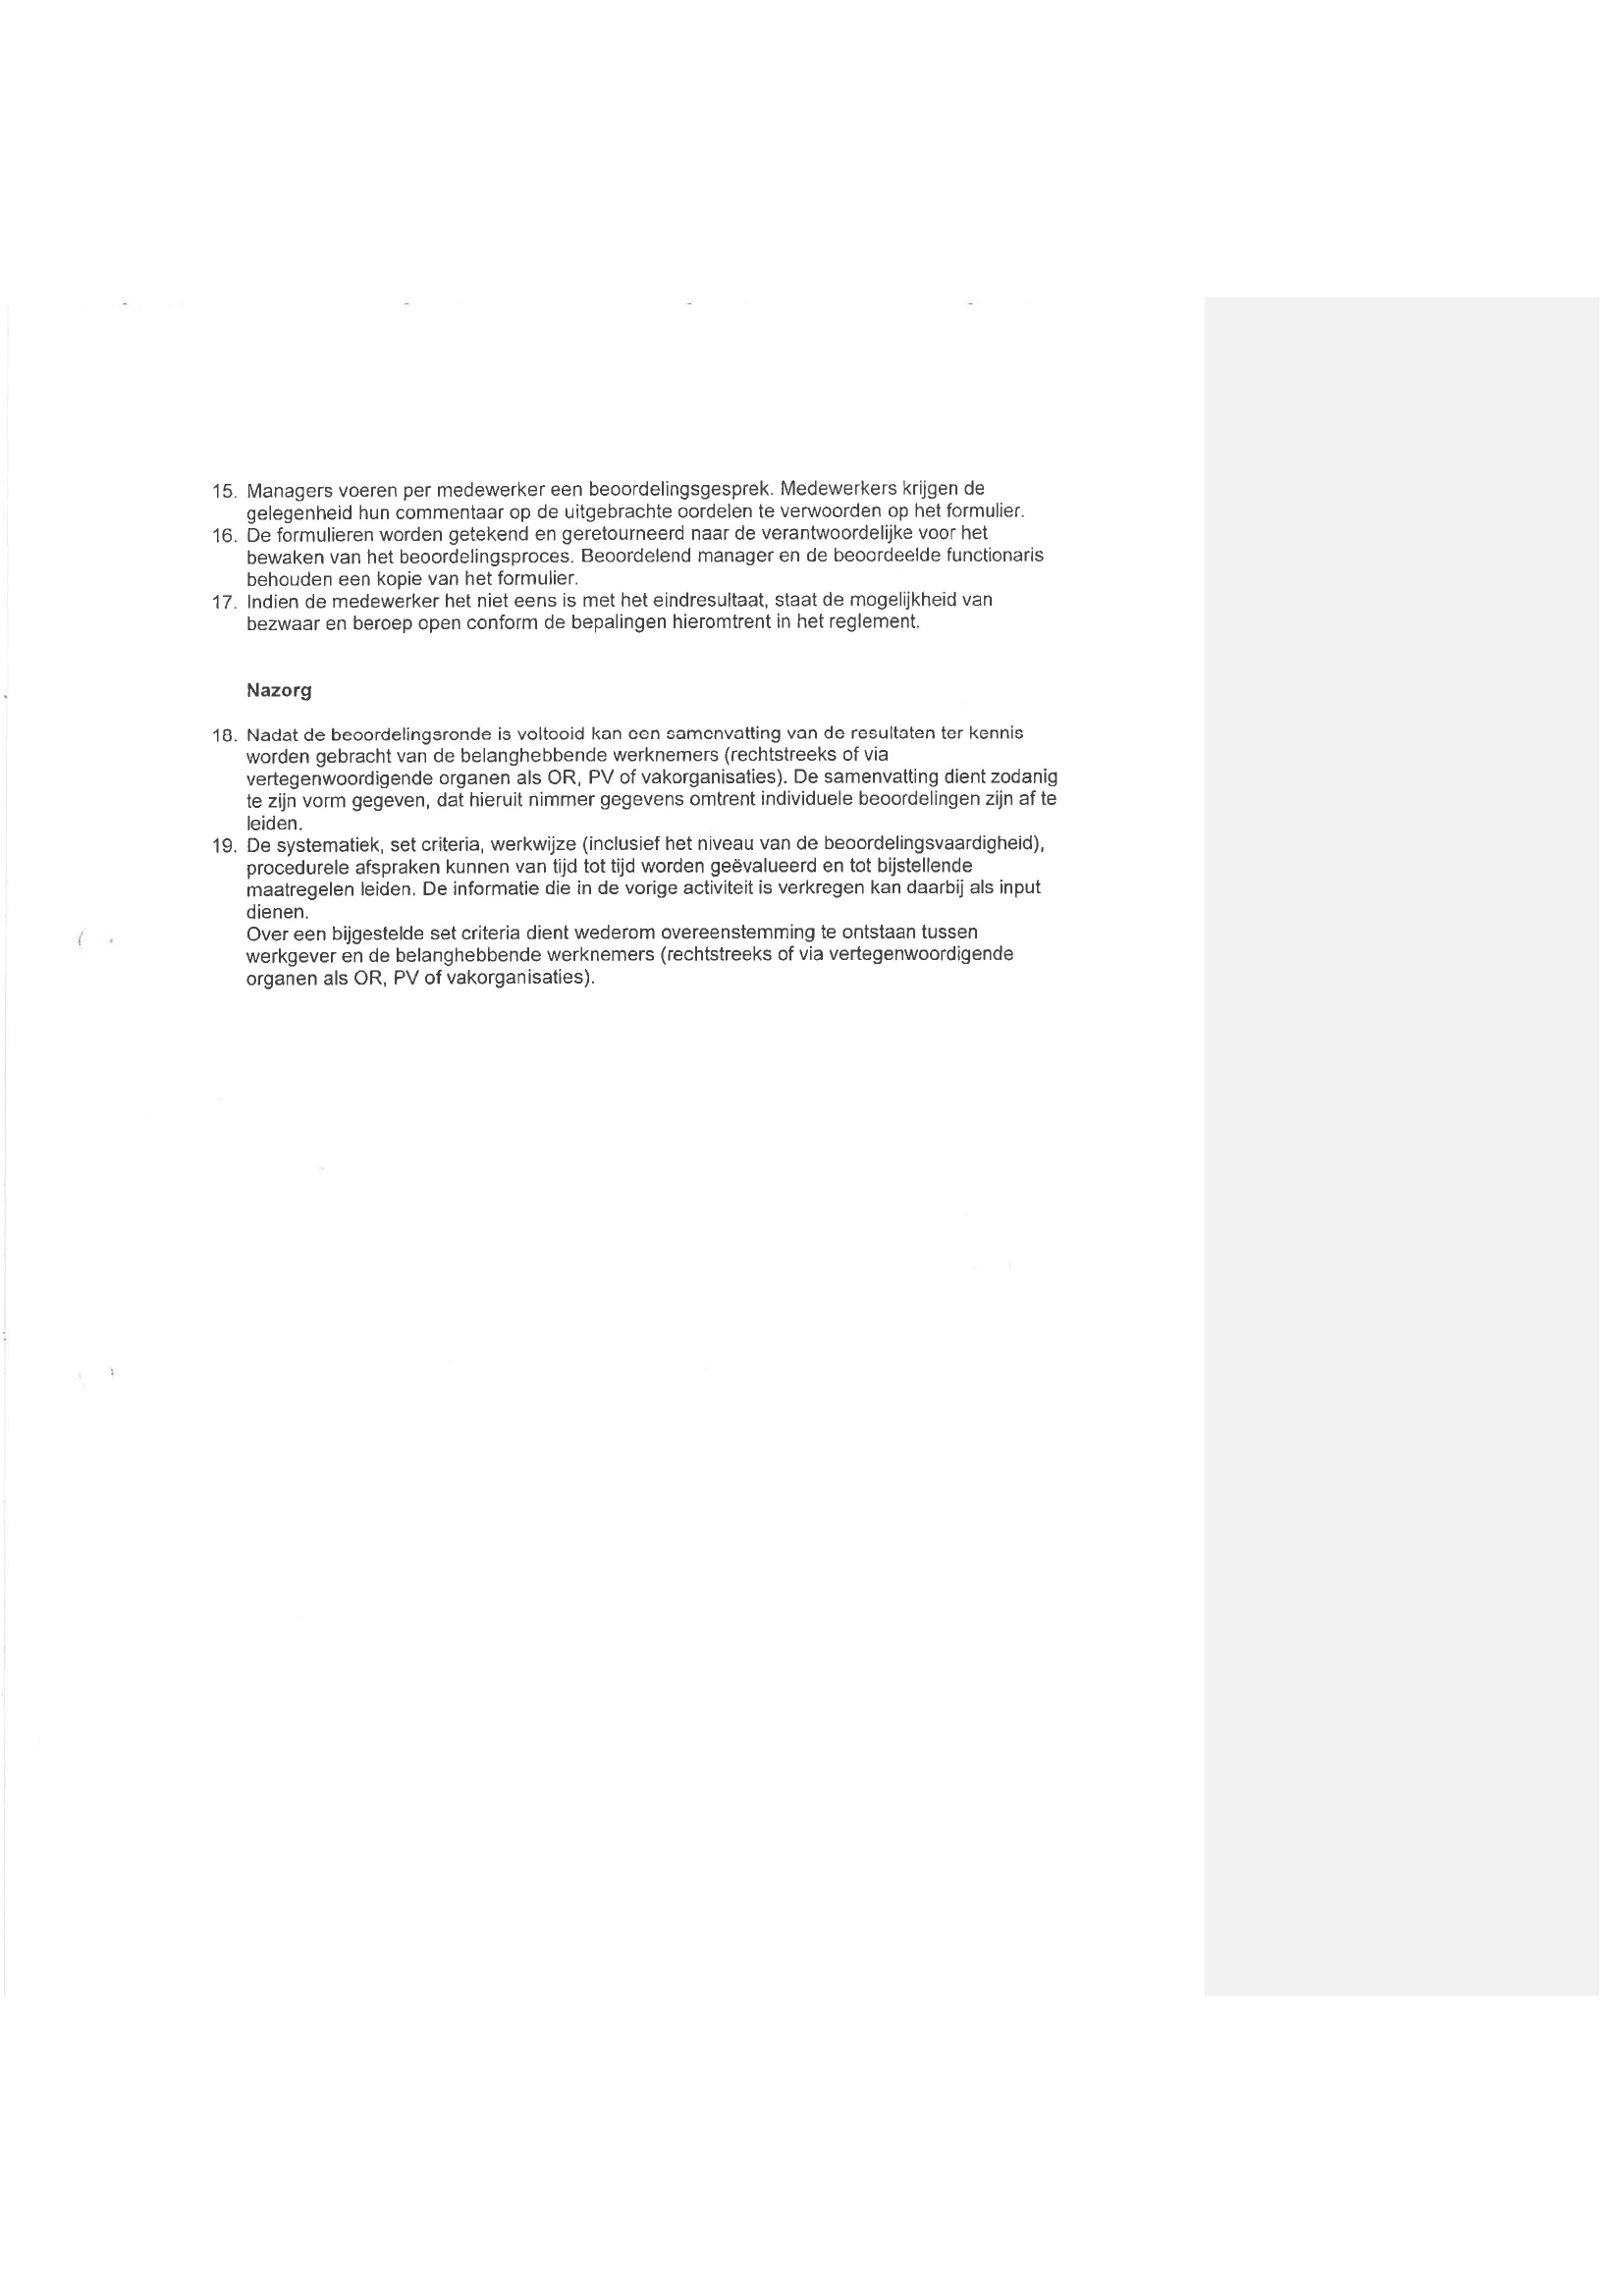 15. Managers voeren per medewerker een beoordelingsgesprek. Medewerkers krijgen de
gelegenheid hun commentaar op de uitgebrachte oordelen te verwoorden op het formulier.
16. De formulieren worden getekend en geretourneerd naar de verantwoordelijke voor het
bewaken van het beoordelingsproces. Beoordelend manager en de beoordeelde functionaris
behouden een kopie van het formulier.
17. Indien de medewerker het niet eens is met het eindresultaat, staat de mogelijkheid van
bezwaar en beroep open conform de bepalingen hieromtrent in het reglement.
Nazorg
18. Nadat de beoordelingsronde is voltooid kan een samenvatting van de resultaten ter kennis
worden gebracht van de belanghebbende werknemers (rechtstreeks of via
vertegenwoordigende organen als OR, PV of vakorganisaties). De samenvatting dient zodanig
te zijn vorm gegeven, dat hieruit nimmer gegevens omtrent individuele beoordelingen zijn af te
leiden.
19. De systematiek, set criteria, werkwijze (inclusief het niveau van de beoordelingsvaardigheid),
procedurele afspraken kunnen van tijd tot tijd worden geëvalueerd en tot bijstellende
maatregelen leiden. De informatie die in de vorige activiteit is verkregen kan daarbij als input
dienen.
Over een bijgestelde set criteria dient wederom overeenstemming te ontstaan tussen
werkgever en de belanghebbende werknemers (rechtstreeks of via vertegenwoordigende
organen als OR, PV of vakorganisaties).